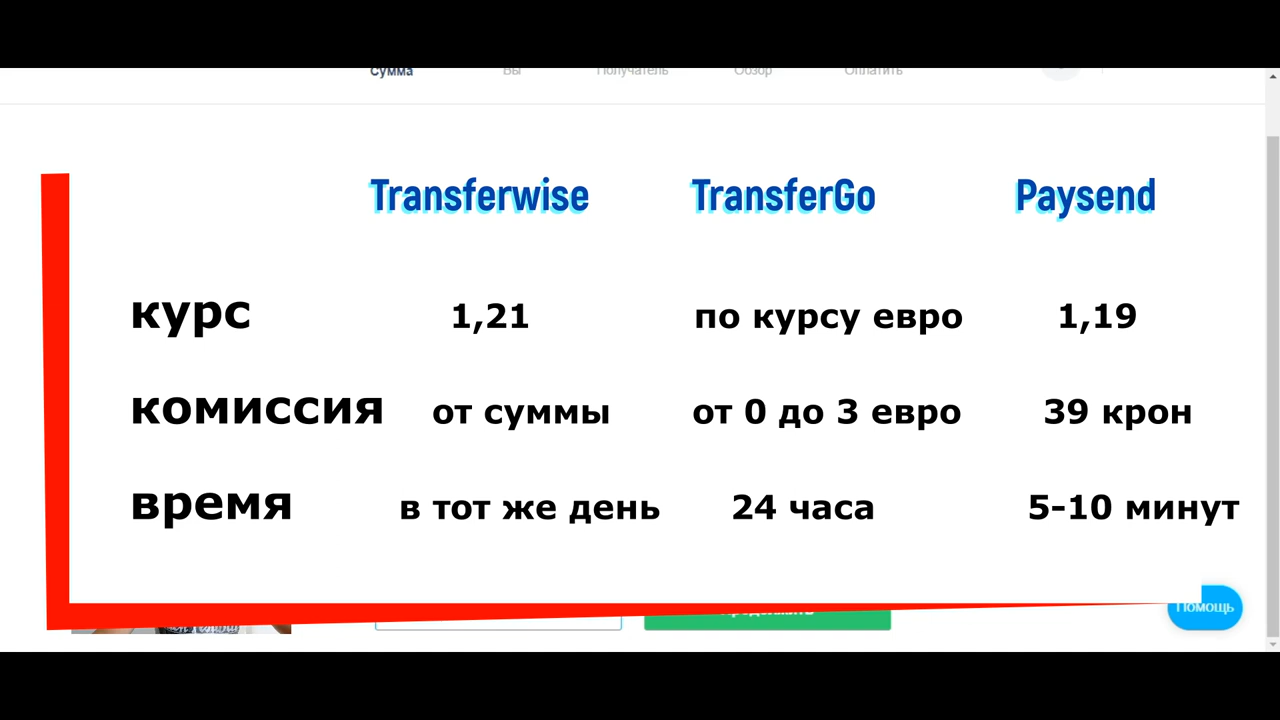 Сумма Вы Получатель Обзор Оплатить
Transferwise TransferGo Paysend
курс 1,21 по курсу евро 1,19
комиссия от суммы от 0 до 3 евро 39 крон
время в тот же день 24 часа 5-10 минут
Помощь